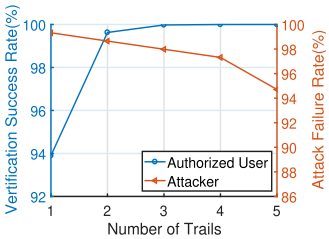 Vertification Success Rate(%)
100
98
96
94
92
100
98
96
94
92
90
88
86
Attack Failure Rate(%)
Authorized User
Attacker
1 2 3 4 5
Number of Trails